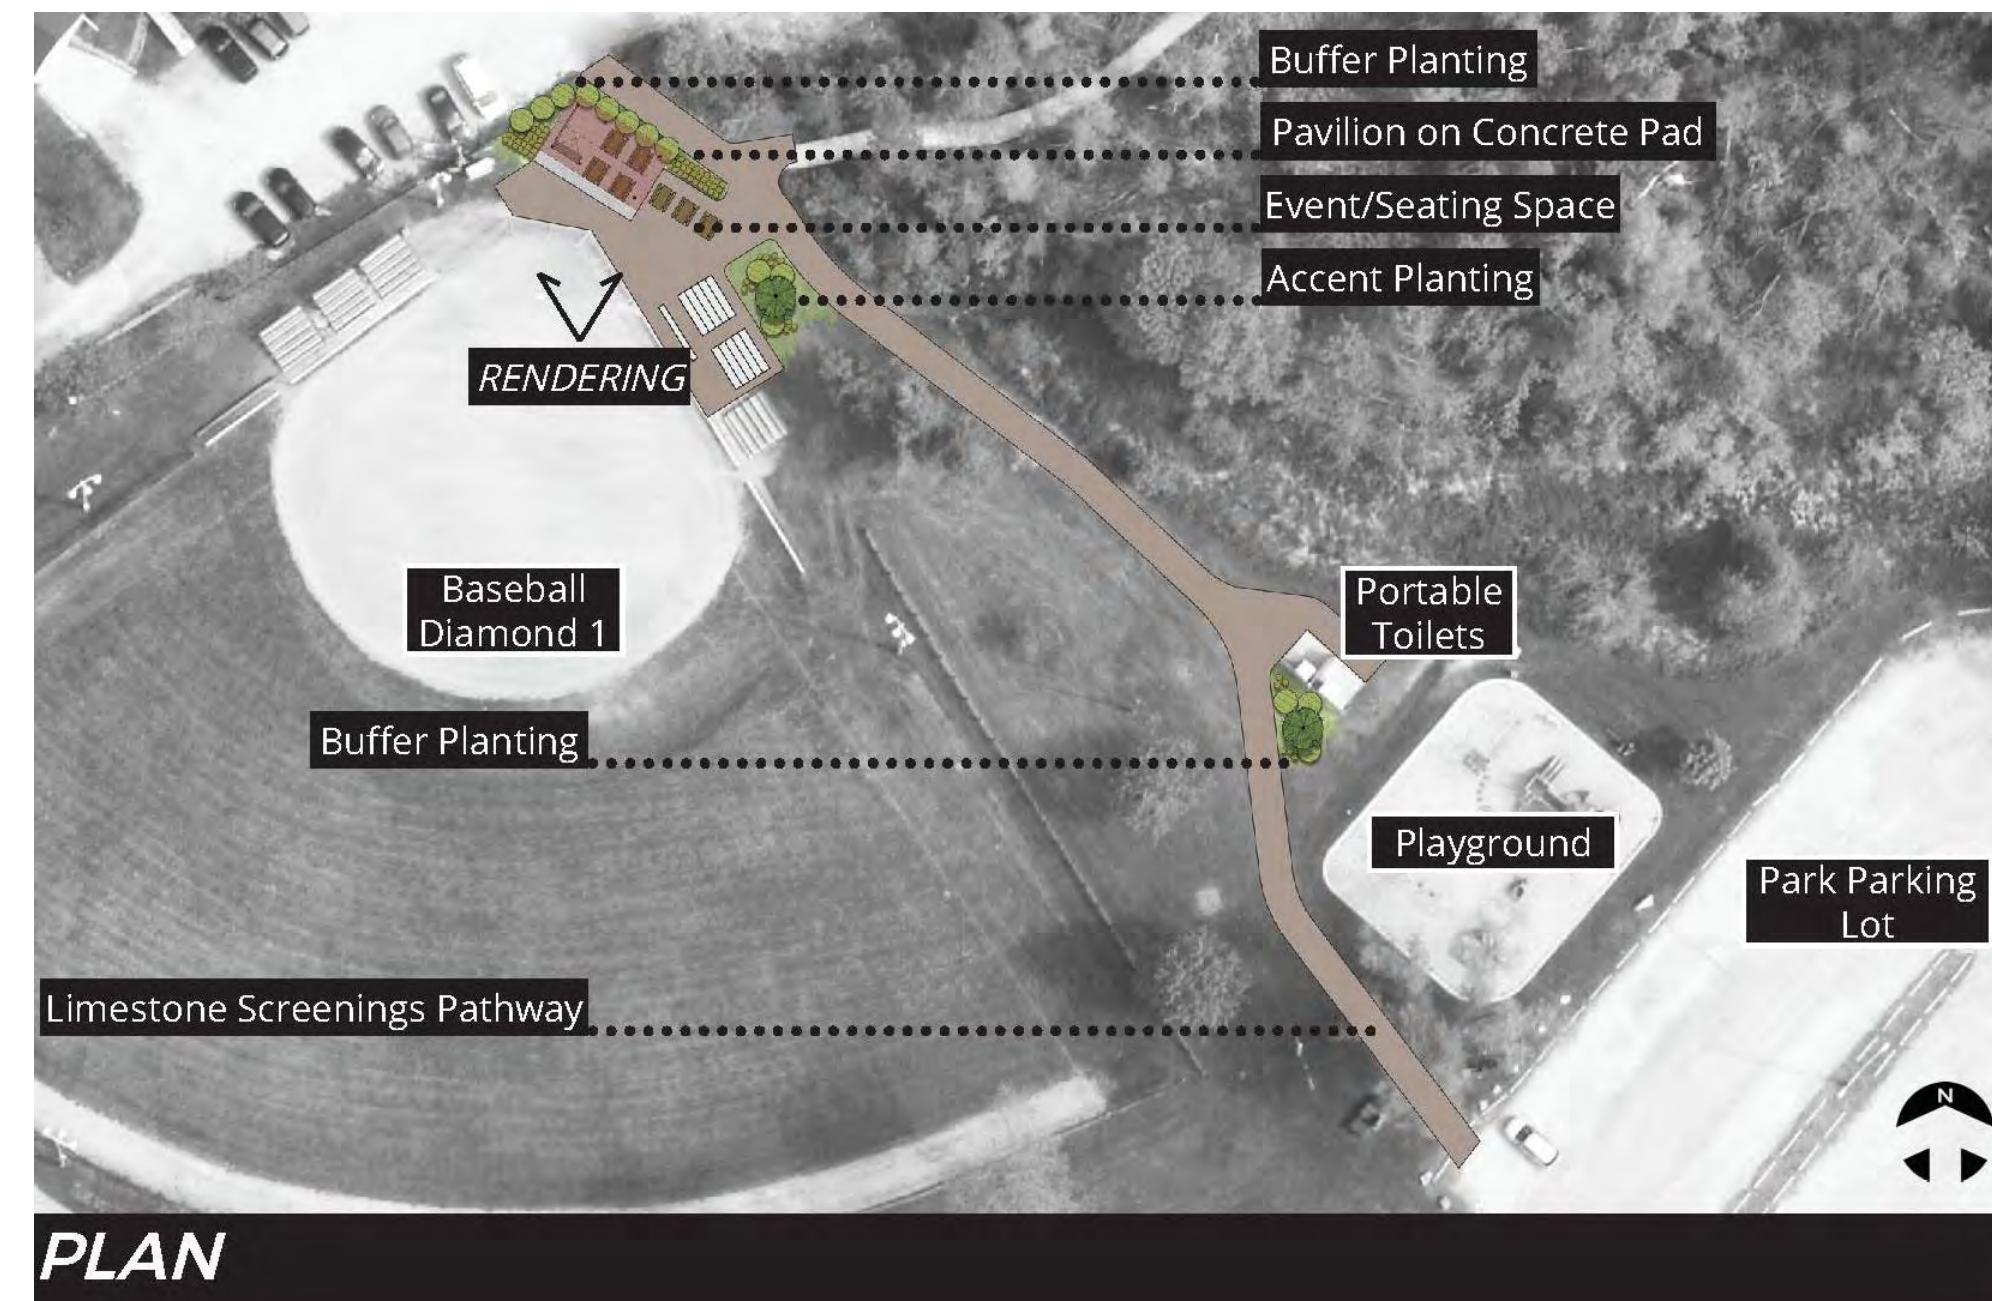 Buffer Planting
Pavilion on Concrete Pad
Event/Seating Space
Accent Planting
RENDERING
Baseball
Diamond 1
Portable
Toilets
Buffer Planting
Playground
Park Parking
Lot
Limestone Screenings Pathway
N
PLAN